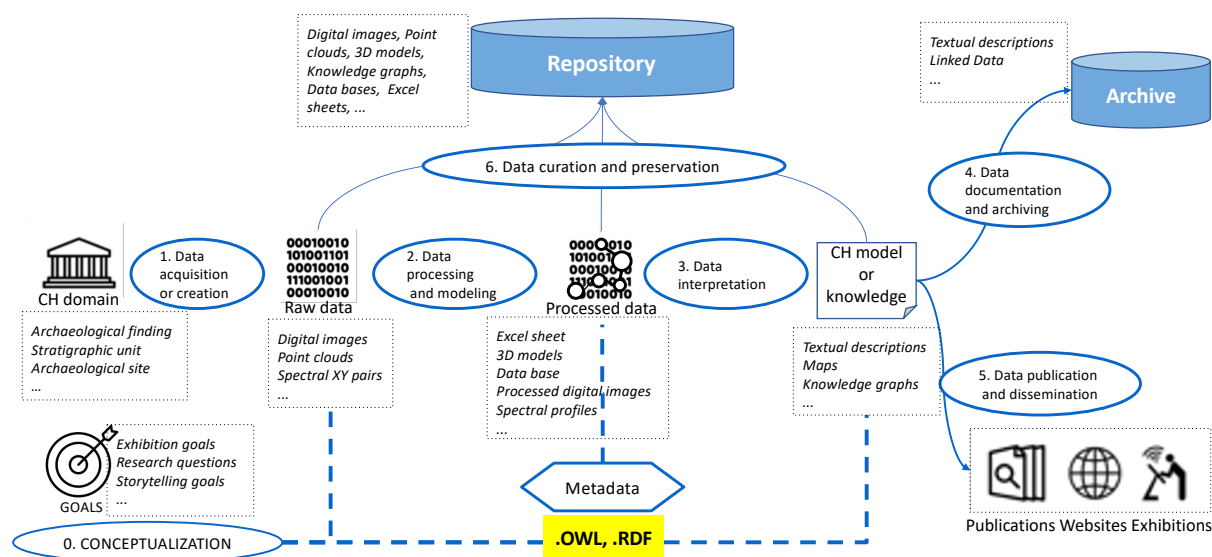 Digital images, Point
clouds, 3D models,
Knowledge graphs,
Data bases, Excel
sheets, ...
Repository
Textual descriptions
Linked Data
...
Archive
6. Data curation and preservation
4. Data
documentation
and archiving
CH domain
1. Data
acquisition
or creation
00010010
101001101
00010010
111001001
00010010
Raw data
2. Data
processing
and modeling
Processed data
3. Data
interpretation
CH model
or
knowledge
Archaeological finding
Stratigraphic unit
Archaeological site
...
Digital images
Point clouds
Spectral XY pairs
...
Excel sheet
3D models
Data base
Processed digital images
Spectral profiles
...
Textual descriptions
Maps
Knowledge graphs
...
5. Data publication
and dissemination
GOALS
Exhibition goals
Research questions
Storytelling goals
...
Metadata
Publications Websites Exhibitions
0. CONCEPTUALIZATION
.OWL, .RDF